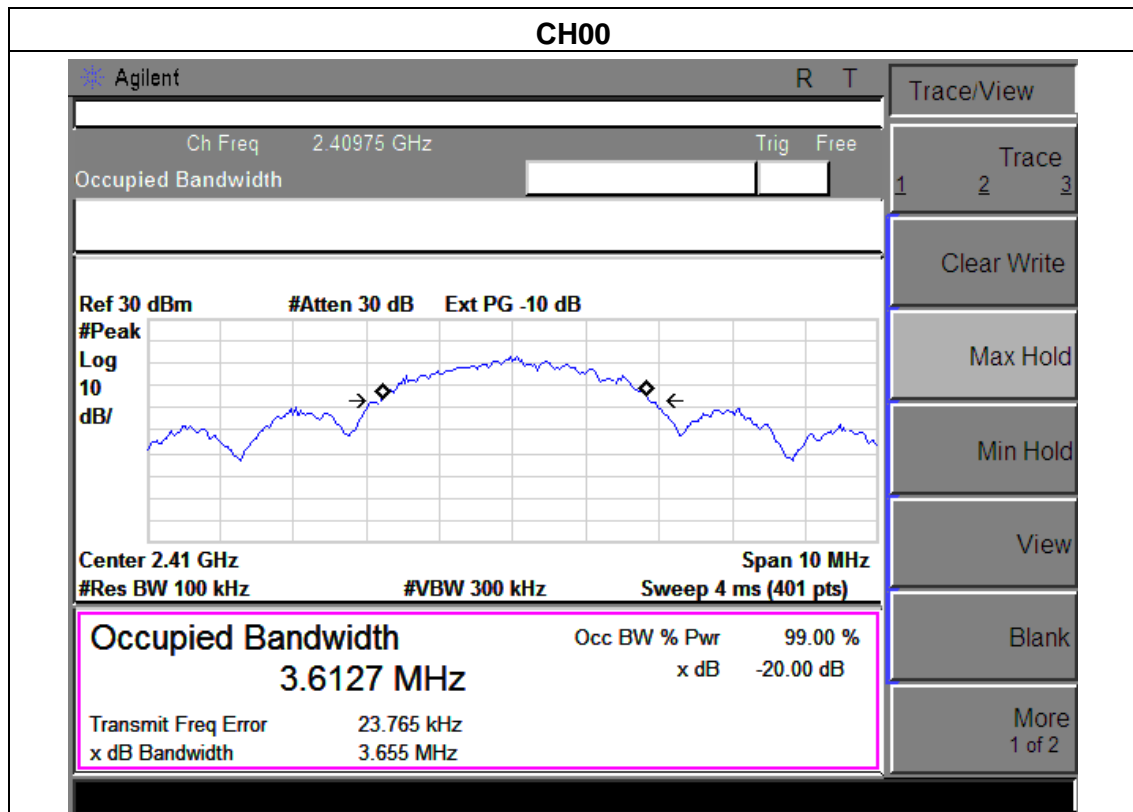 CH00
Agilent R T
Ch Freq 2.40975 GHz Trig Free
Occupied Bandwidth
Ref 30 dBm #Atten 30 dB Ext PG -10 dB
#Peak
Log
10
dB/
Center 2.41 GHz Span 10 MHz
#Res BW 100 kHz #VBW 300 kHz Sweep 4 ms (401 pts)
Occupied Bandwidth Occ BW % Pwr 99.00 %
3.6127 MHz x dB -20.00 dB
Transmit Freq Error 23.765 kHz
x dB Bandwidth 3.655 MHz
Trace/View
Trace
1 2 3
Clear Write
Max Hold
Min Hold
View
Blank
More
1 of 2